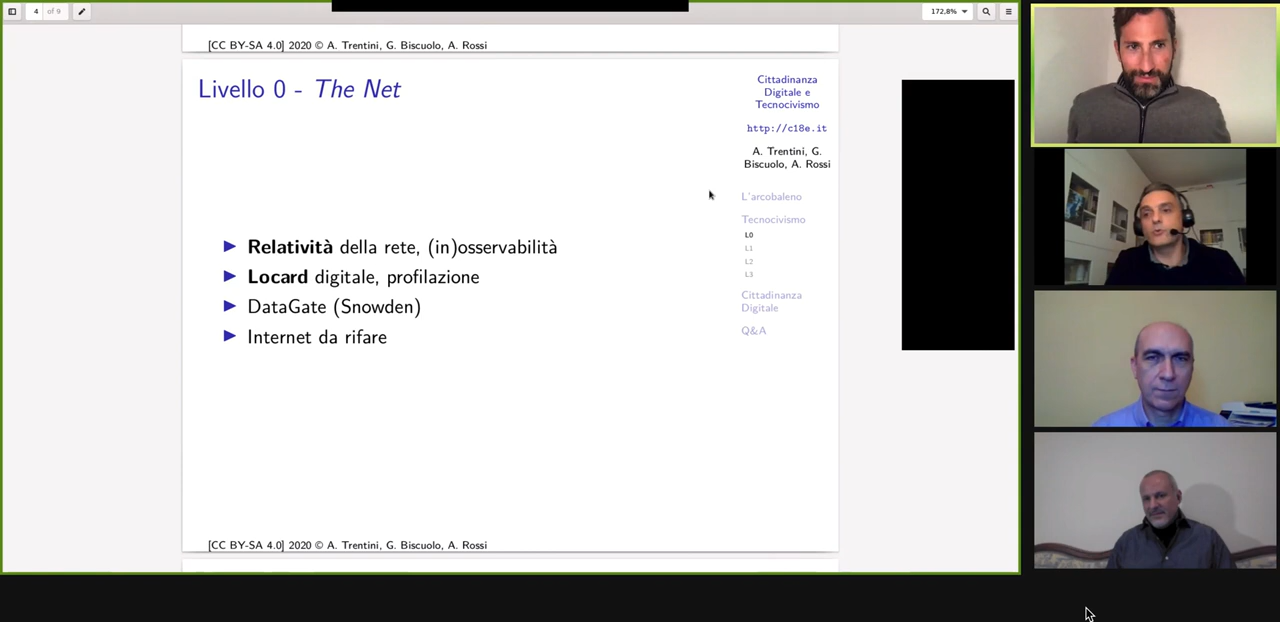 4 of 9
172,8%
[CC BY-SA 4.0] 2020 © A. Trentini, G. Biscuolo, A. Rossi
Livello 0 - The Net
Relatività della rete, (in)osservabilità
Locard digitale, profilazione
DataGate (Snowden)
Internet da rifare
Cittadinanza
Digitale e
Tecnocivismo
http://c18e.it
A. Trentini, G.
Biscuolo, A. Rossi
L'arcobaleno
Tecnocivismo
L0
L1
L2
L3
Cittadinanza
Digitale
Q&A
[CC BY-SA 4.0] 2020 © A. Trentini, G. Biscuolo, A. Rossi